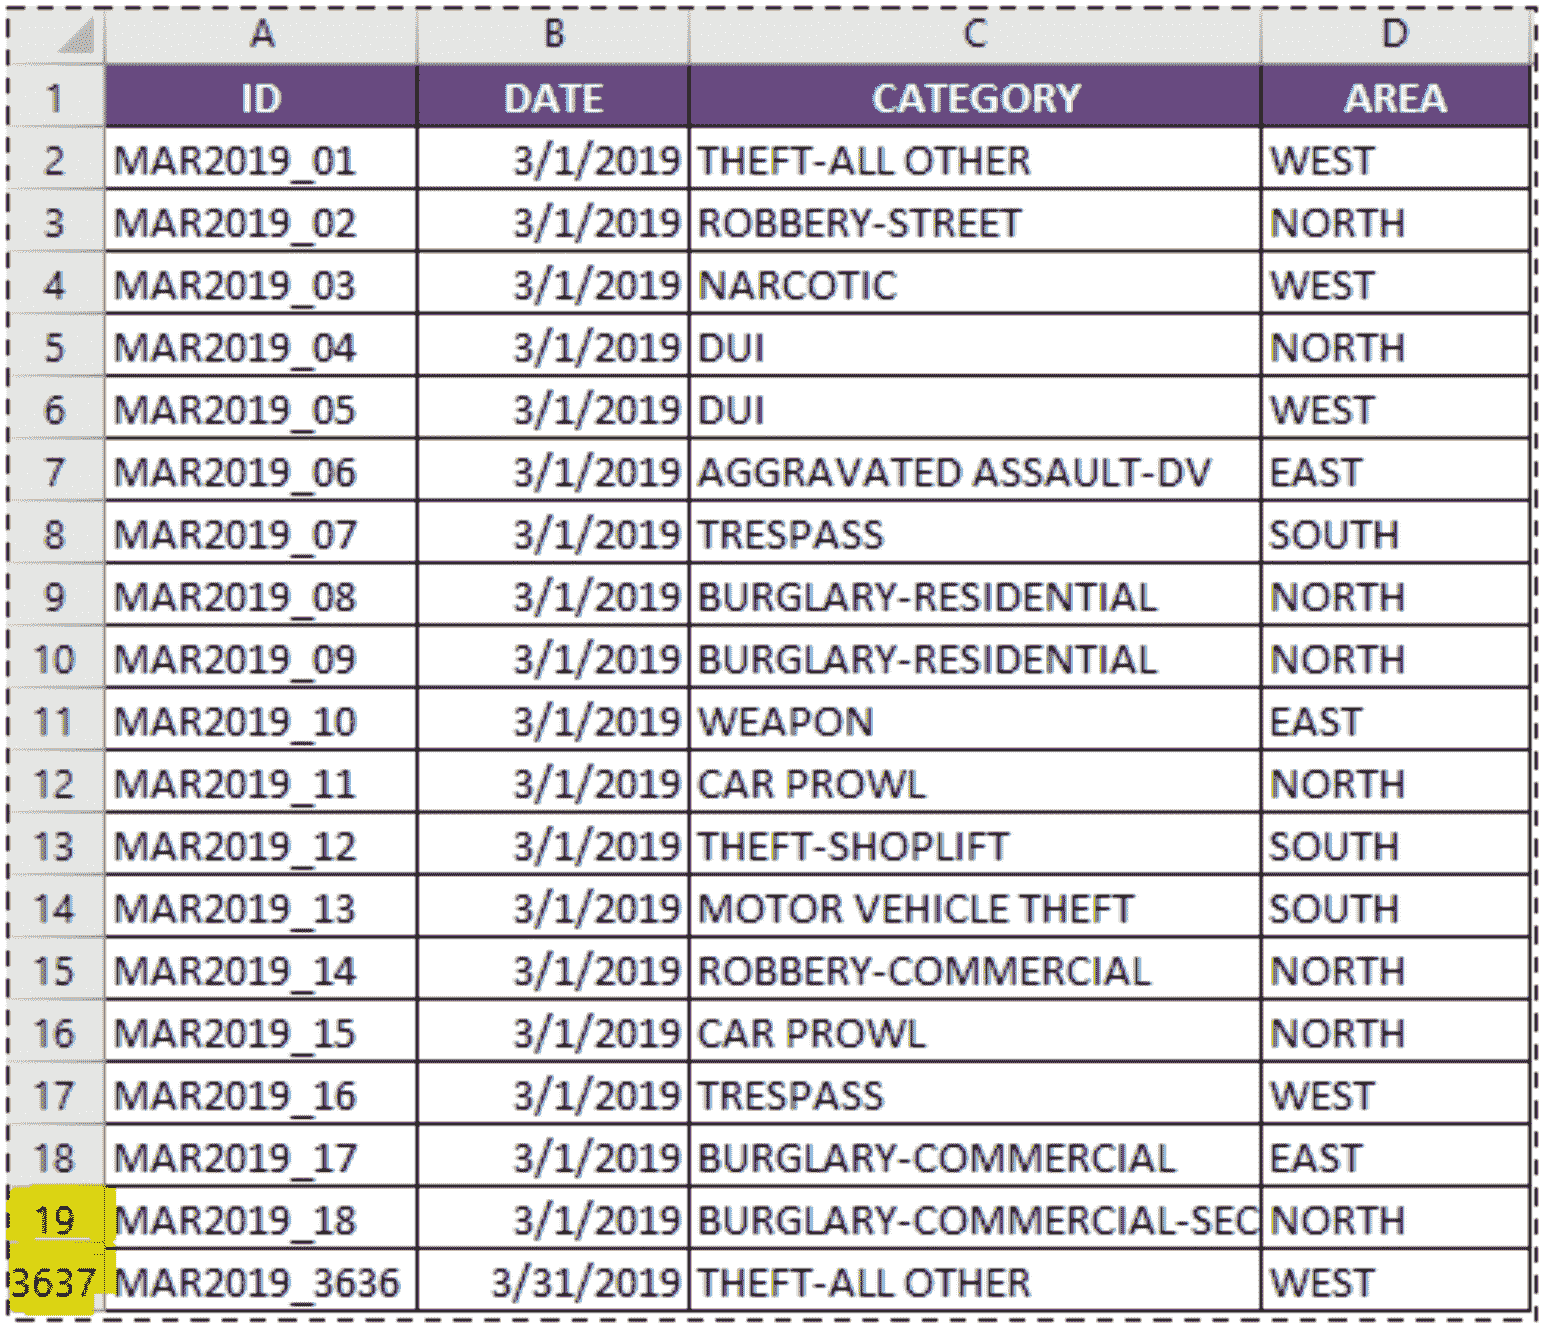 A B C D
1 ID DATE CATEGORY AREA
2 MAR2019_01 3/1/2019 THEFT-ALL OTHER WEST
3 MAR2019_02 3/1/2019 ROBBERY-STREET NORTH
4 MAR2019_03 3/1/2019 NARCOTIC WEST
5 MAR2019_04 3/1/2019 DUI NORTH
6 MAR2019_05 3/1/2019 DUI WEST
7 MAR2019_06 3/1/2019 AGGRAVATED ASSAULT-DV EAST
8 MAR2019_07 3/1/2019 TRESPASS SOUTH
9 MAR2019_08 3/1/2019 BURGLARY-RESIDENTIAL NORTH
10 MAR2019_09 3/1/2019 BURGLARY-RESIDENTIAL NORTH
11 MAR2019_10 3/1/2019 WEAPON EAST
12 MAR2019_11 3/1/2019 CAR PROWL NORTH
13 MAR2019_12 3/1/2019 THEFT-SHOPLIFT SOUTH
14 MAR2019_13 3/1/2019 MOTOR VEHICLE THEFT SOUTH
15 MAR2019_14 3/1/2019 ROBBERY-COMMERCIAL NORTH
16 MAR2019_15 3/1/2019 CAR PROWL NORTH
17 MAR2019_16 3/1/2019 TRESPASS WEST
18 MAR2019_17 3/1/2019 BURGLARY-COMMERCIAL EAST
19 MAR2019_18 3/1/2019 BURGLARY-COMMERCIAL-SEC NORTH
3637 MAR2019_3636 3/31/2019 THEFT-ALL OTHER WEST